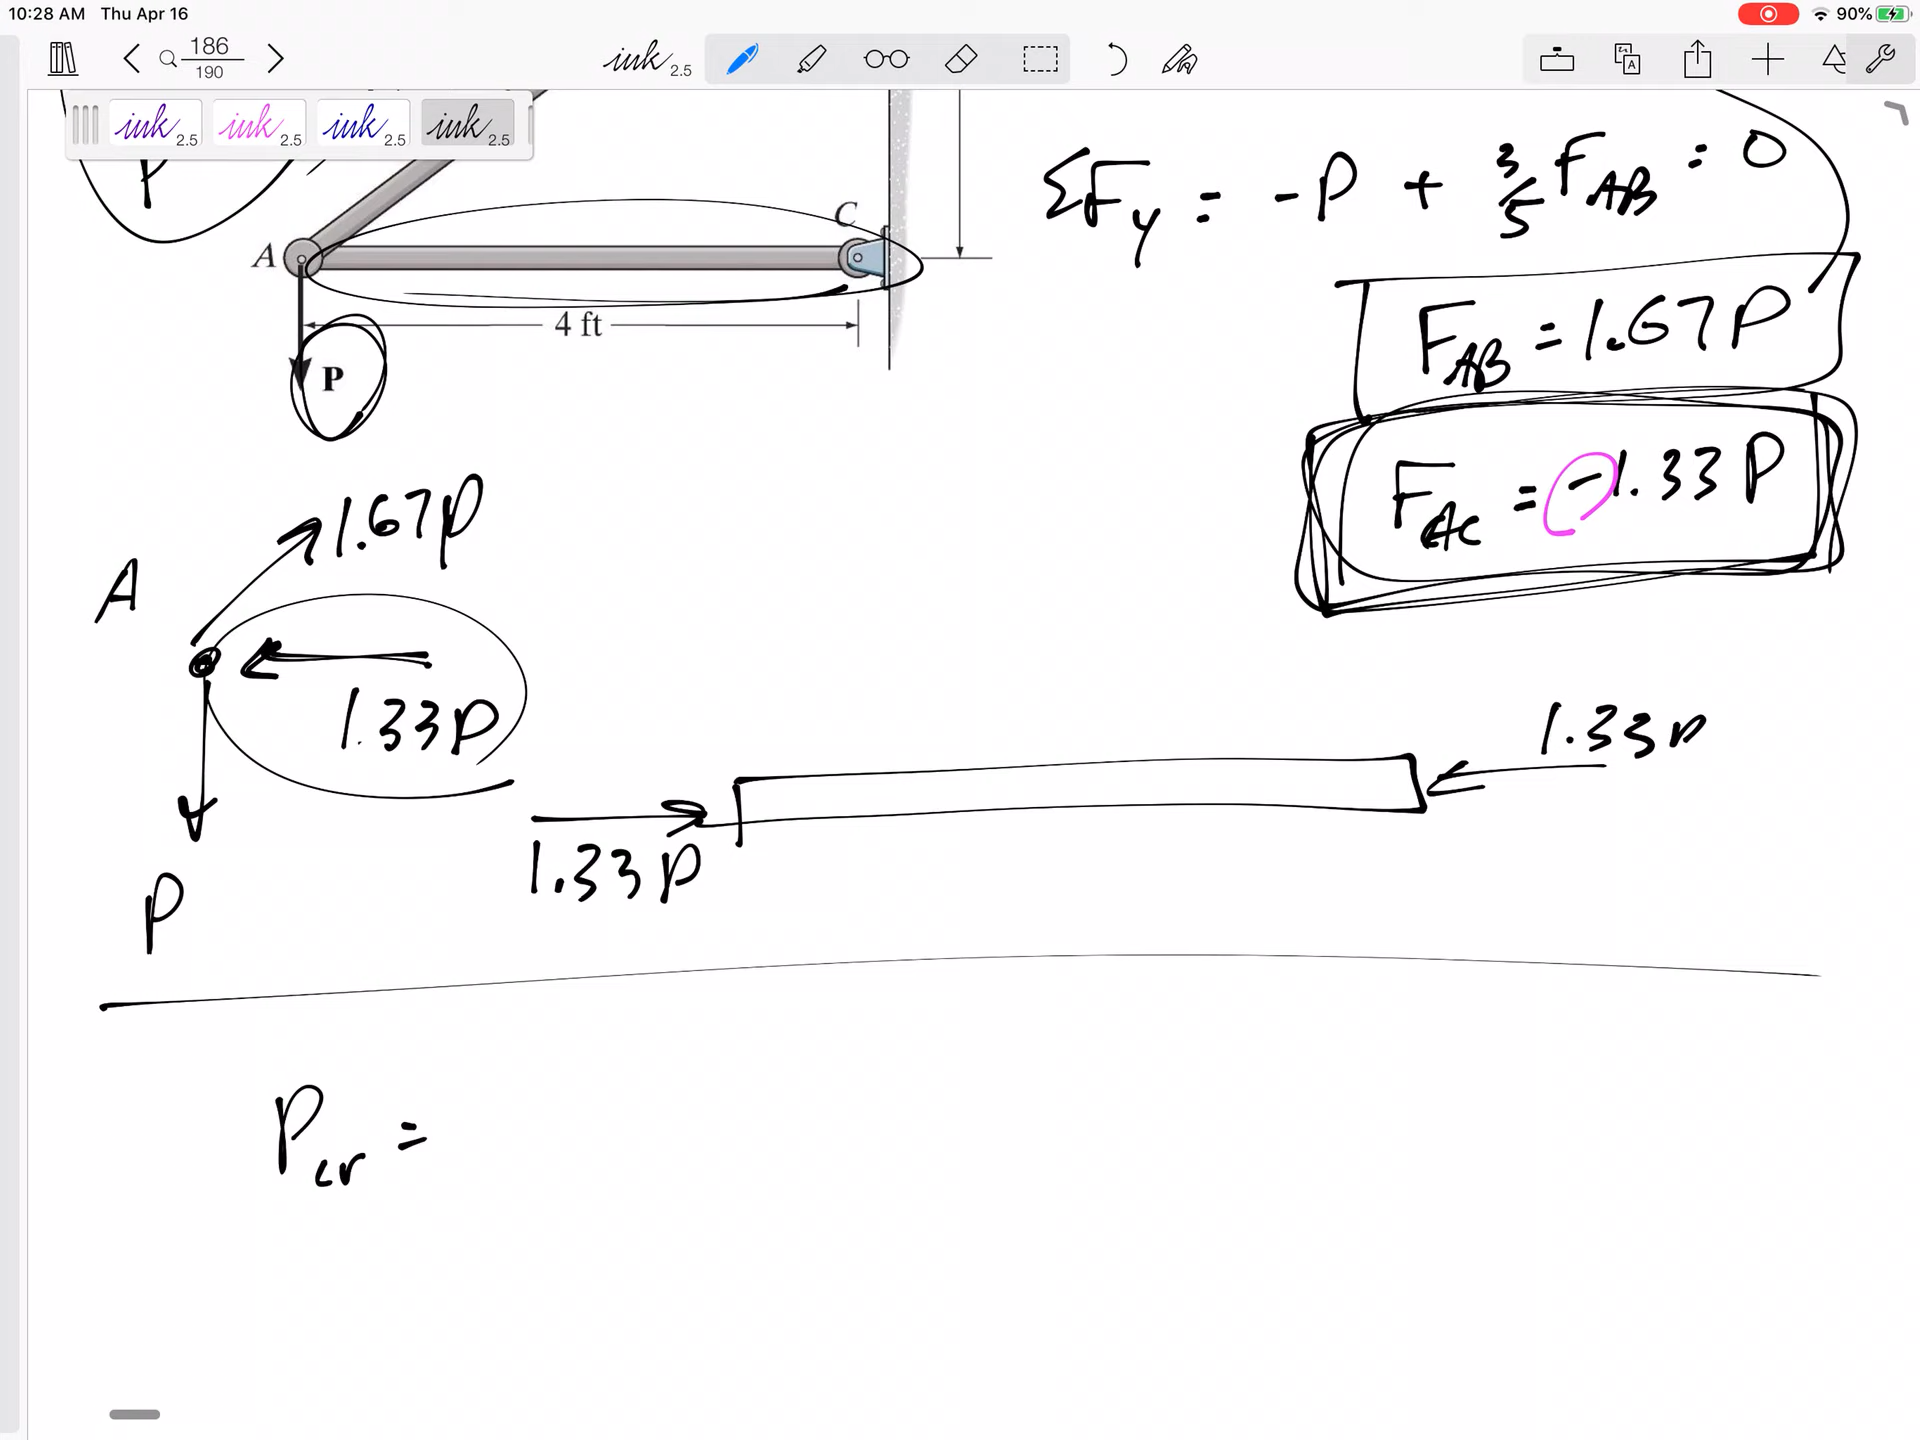 10:28 AM Thu Apr 16
90%
186
190
ink 2.5
ink 2.5 ink 2.5 ink 2.5 ink 2.5
P
A
C
4 ft
P
ΣFy = -P + 3/5 FAB = 0
FAB = 1.67P
FAC = -1.33P
A
1.67P
1.33P
P
1.33P
1.33P
Pcr =